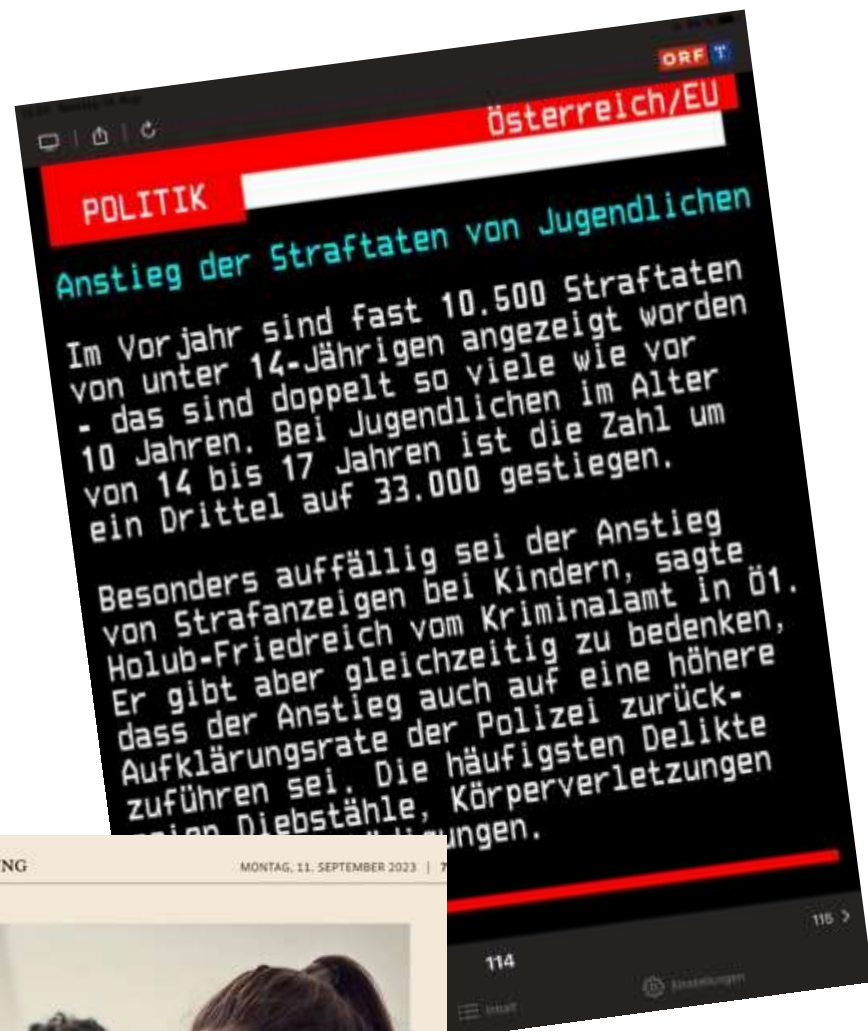 ORF T
Österreich/EU
POLITIK
Anstieg der Straftaten von Jugendlichen
Im Vorjahr sind fast 10.500 Straftaten
von unter 14-Jährigen angezeigt worden
- das sind doppelt so viele wie vor
10 Jahren. Bei Jugendlichen im Alter
von 14 bis 17 Jahren ist die Zahl um
ein Drittel auf 33.000 gestiegen.
Besonders auffällig sei der Anstieg
von Strafanzeigen bei Kindern, sagte
Holub-Friedreich vom Kriminalamt in Ö1.
Er gibt aber gleichzeitig zu bedenken,
dass der Anstieg auch auf eine höhere
Aufklärungsrate der Polizei zurück-
zuführen sei. Die häufigsten Delikte
Diebstähle, Körperverletzungen
ungen.
115
114
Inhalt
Einstellungen
NG
MONTAG, 11. SEPTEMBER 2023 | 7